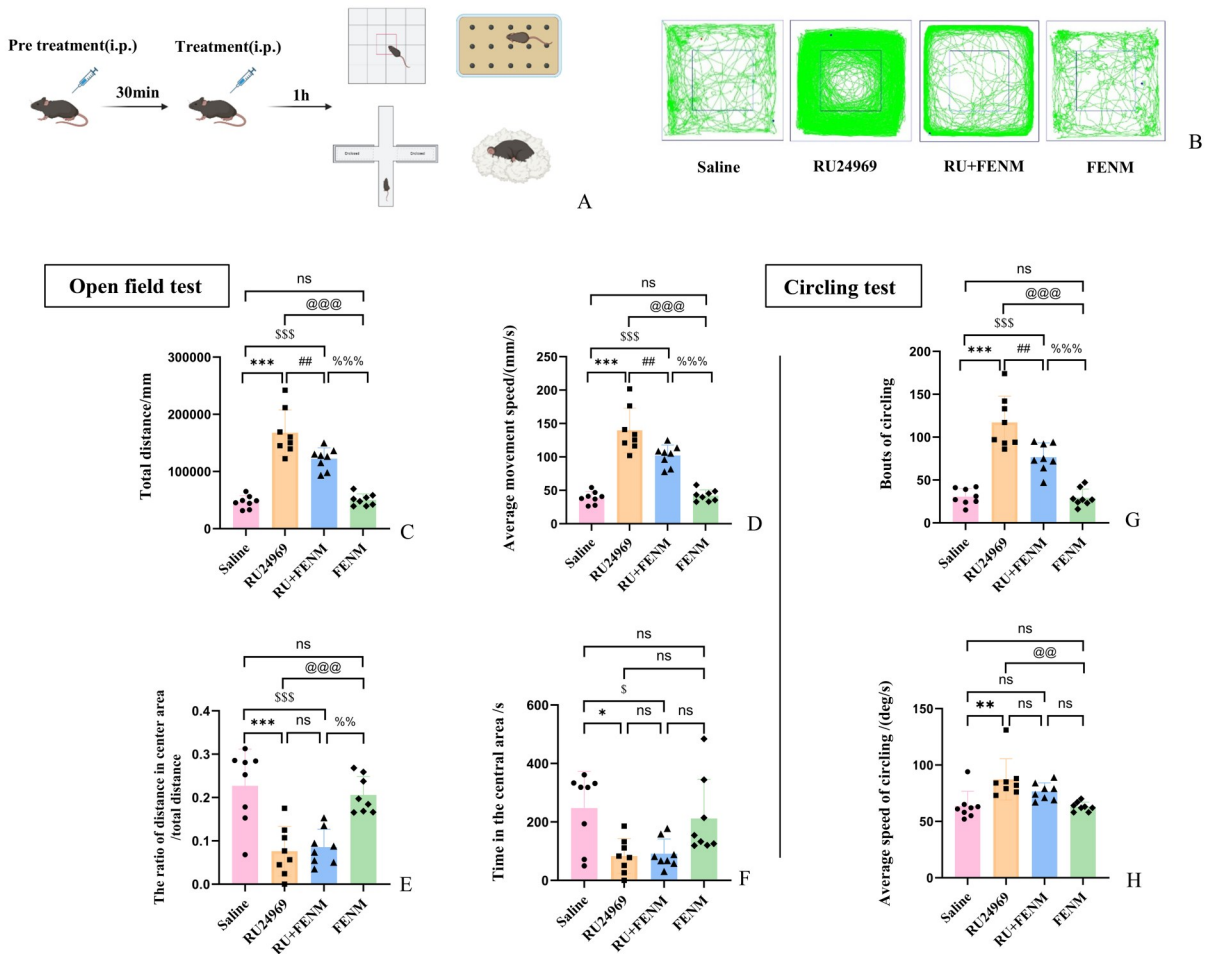 Pre treatment(i.p.)
Treatment(i.p.)
30min
1h
A
Saline
RU24969
RU+FENM
FENM
B
Open field test
Circling test
ns
@@@
$$$
***
##
%%%
Total distance/mm
300000
200000
100000
0
Saline
RU24969
RU+FENM
FENM
C
ns
@@@
$$$
***
##
%%%
Average movement speed/(mm/s)
250
200
150
100
50
0
Saline
RU24969
RU+FENM
FENM
D
ns
@@@
$$$
***
##
%%%
Bouts of circling
200
150
100
50
0
Saline
RU24969
RU+FENM
FENM
G
ns
@@@
$$$
***
ns
%%
The ratio of distance in center area
/total distance
0.4
0.3
0.2
0.1
0.0
Saline
RU24969
RU+FENM
FENM
E
ns
ns
$
*
ns
ns
Time in the central area /s
600
400
200
0
Saline
RU24969
RU+FENM
FENM
F
ns
@@
ns
**
ns
ns
Average speed of circling /(deg/s)
150
100
50
0
Saline
RU24969
RU+FENM
FENM
H